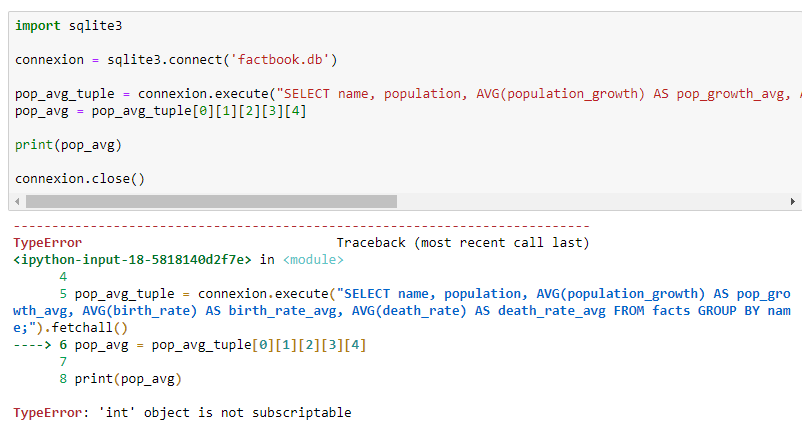 import sqlite3
connexion = sqlite3.connect('factbook.db')
pop_avg_tuple = connexion.execute("SELECT name, population, AVG(population_growth) AS pop_growth_avg,
pop_avg = pop_avg_tuple[0][1][2][3][4]
print(pop_avg)
connexion.close()
---------------------------------------------------------------------------
TypeError                                 Traceback (most recent call last)
<ipython-input-18-5818140d2f7e> in <module>
      4
      5 pop_avg_tuple = connexion.execute("SELECT name, population, AVG(population_growth) AS pop_gro
wth_avg, AVG(birth_rate) AS birth_rate_avg, AVG(death_rate) AS death_rate_avg FROM facts GROUP BY nam
e;").fetchall()
----> 6 pop_avg = pop_avg_tuple[0][1][2][3][4]
      7
      8 print(pop_avg)
TypeError: 'int' object is not subscriptable